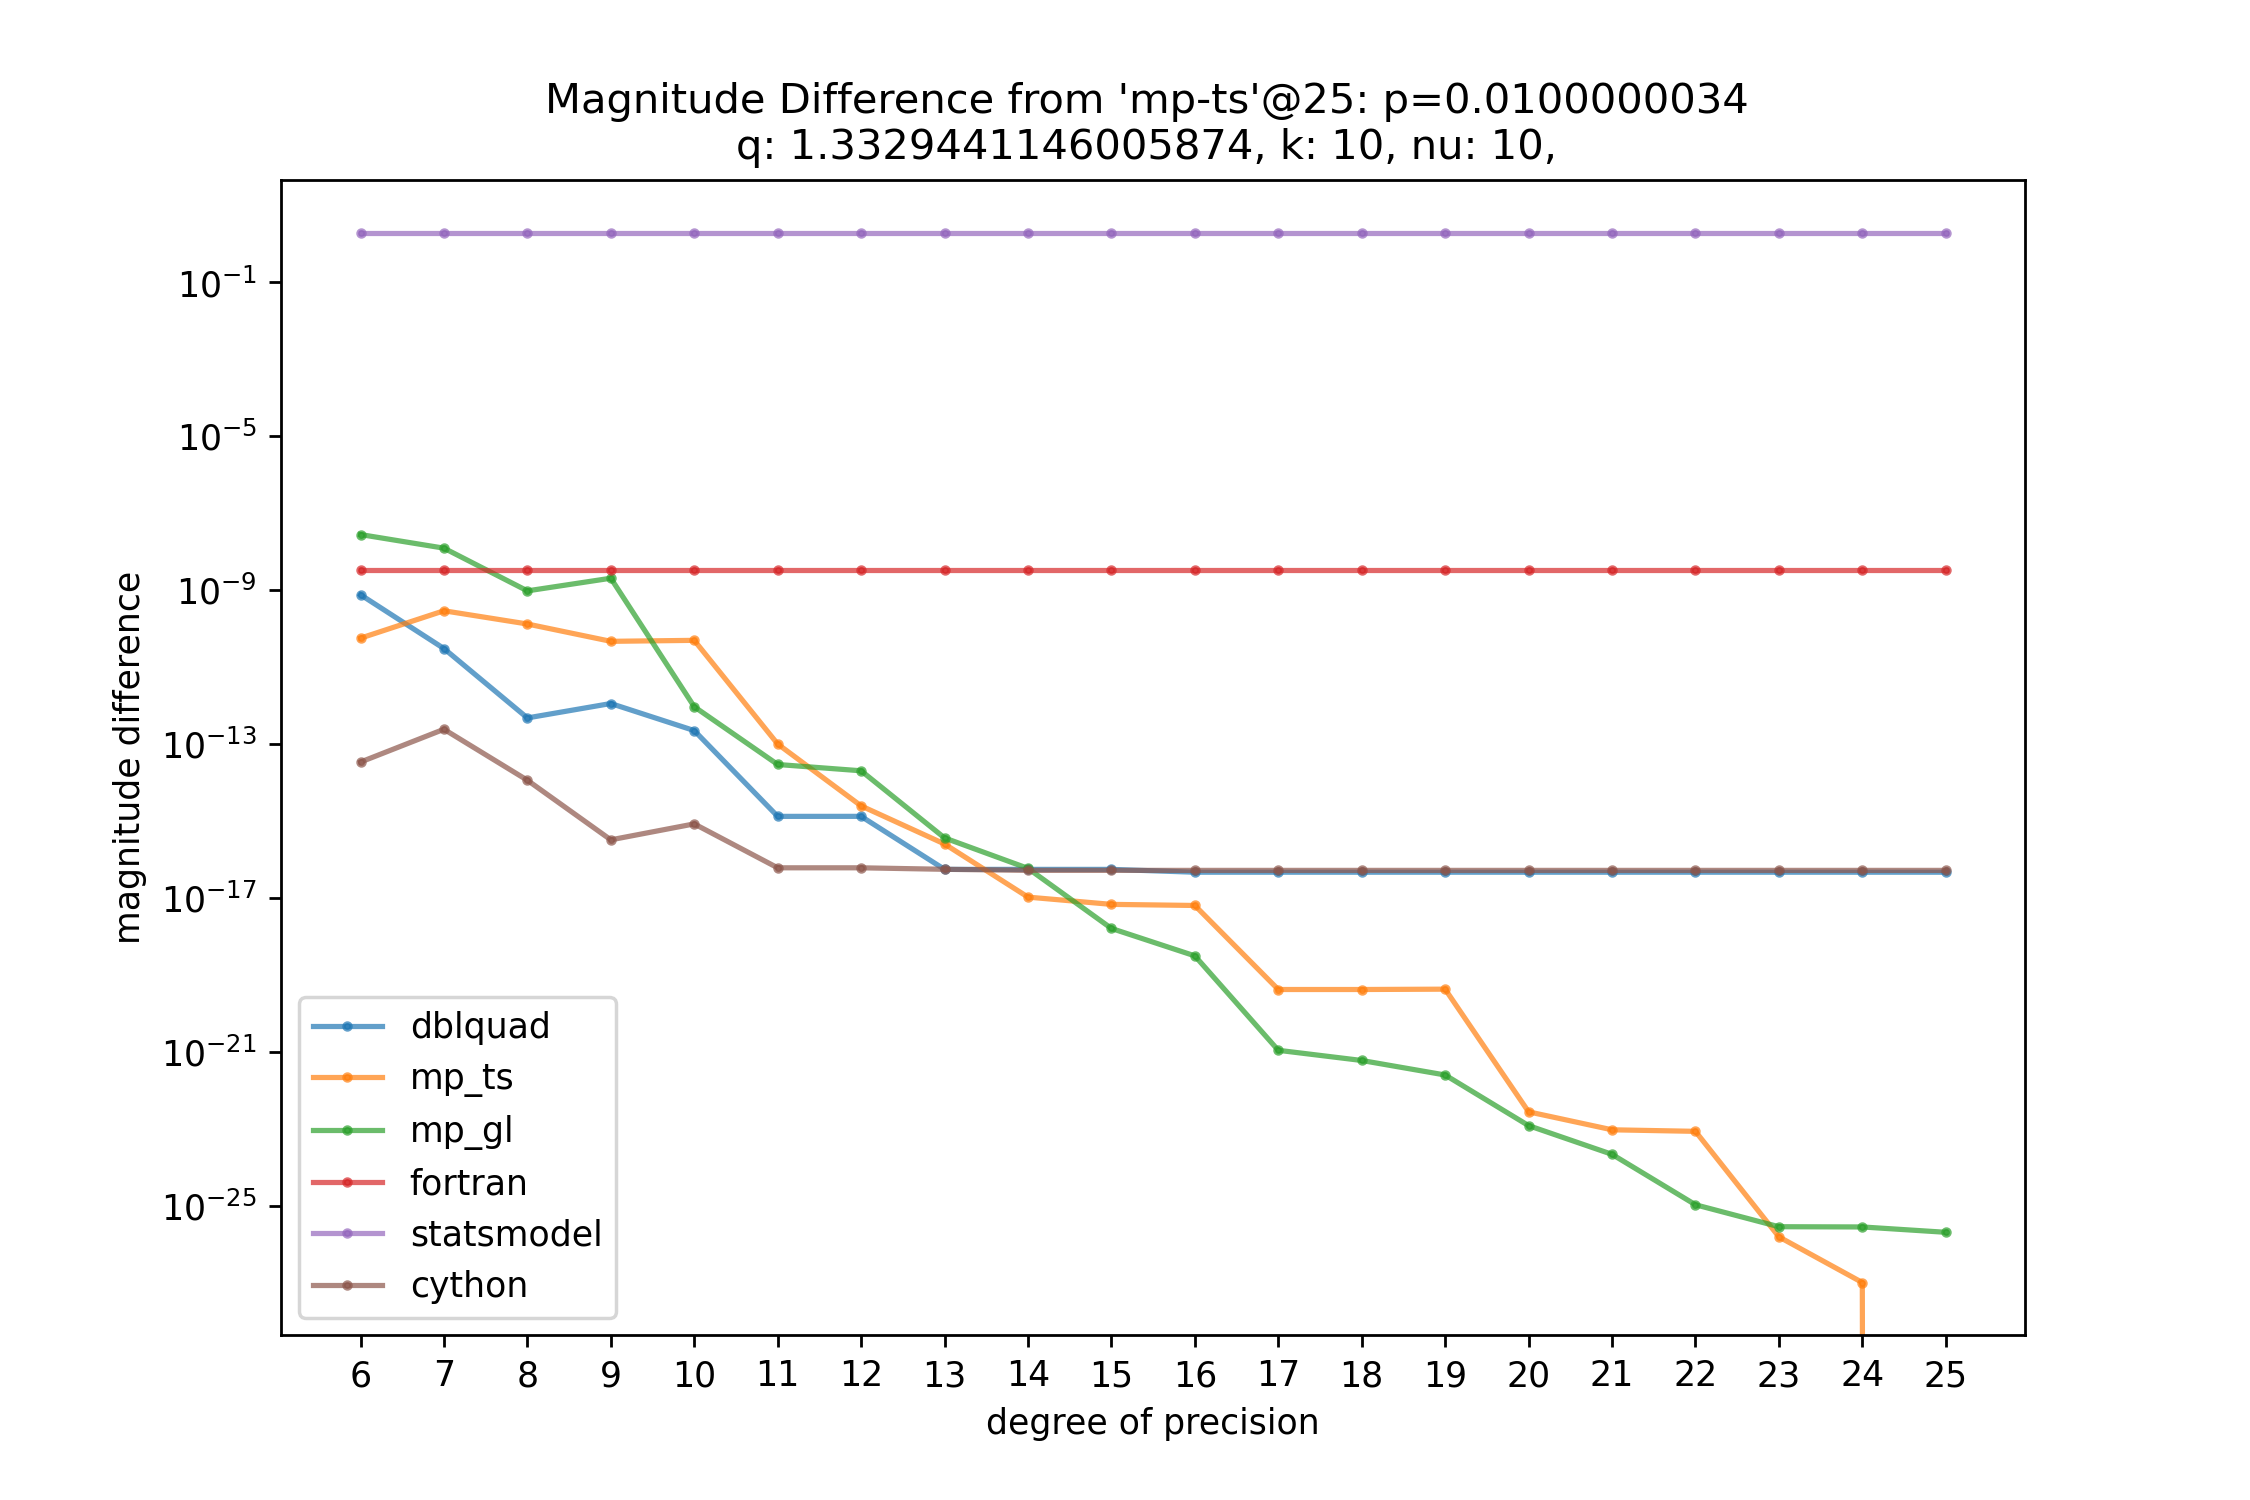 Magnitude Difference from 'mp-ts'@25: p=0.0100000034
q: 1.3329441146005874, k: 10, nu: 10,
magnitude difference
10⁻¹
10⁻⁵
10⁻⁹
10⁻¹³
10⁻¹⁷
10⁻²¹
10⁻²⁵
dblquad
mp_ts
mp_gl
fortran
statsmodel
cython
6 7 8 9 10 11 12 13 14 15 16 17 18 19 20 21 22 23 24 25
degree of precision